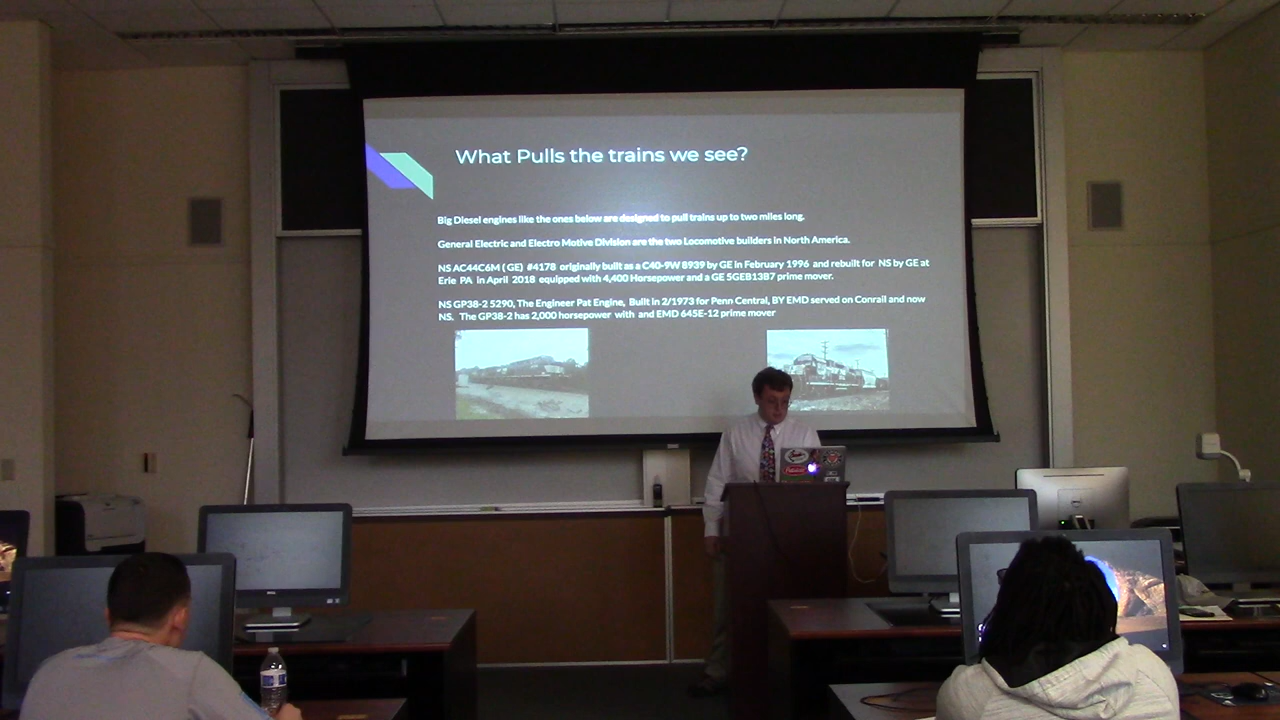 What Pulls the trains we see?
Big Diesel engines like the ones below are designed to pull trains up to two miles long.
General Electric and Electro Motive Division are the two Locomotive builders in North America.
NS AC44C6M ( GE) #4178 originally built as a C40-9W 8939 by GE in February 1996 and rebuilt for NS by GE at
Erie PA in April 2018 equipped with 4,400 Horsepower and a GE 5GEB13B7 prime mover.
NS GP38-2 5290, The Engineer Pat Engine, Built in 2/1973 for Penn Central, BY EMD served on Conrail and now
NS. The GP38-2 has 2,000 horsepower with and EMD 645E-12 prime mover
DELL